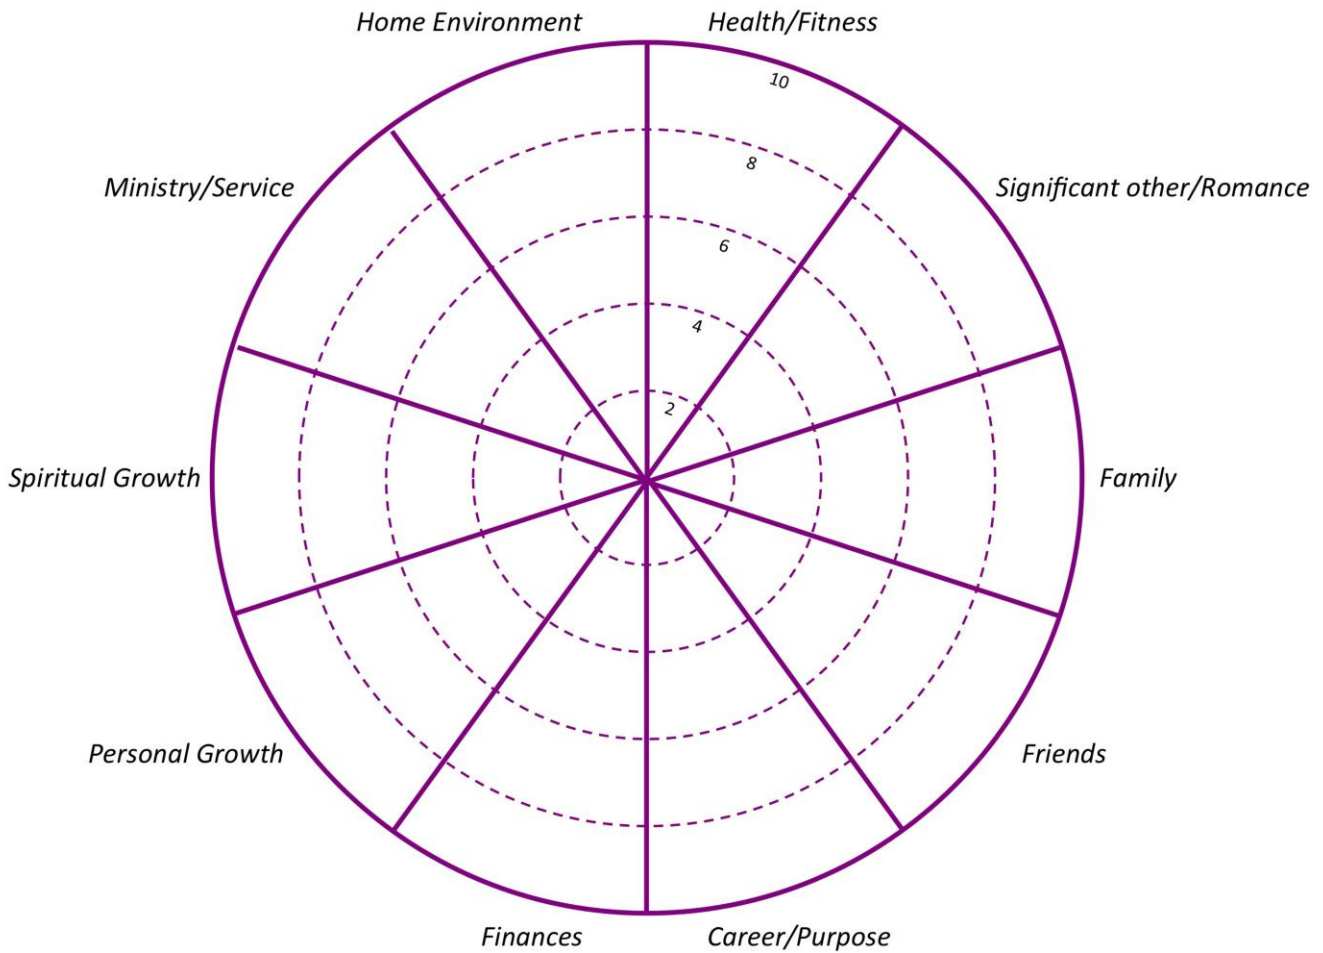 Home Environment
Health/Fitness
10
8
Ministry/Service
Significant other/Romance
6
4
2
Spiritual Growth
Family
Personal Growth
Friends
Finances
Career/Purpose